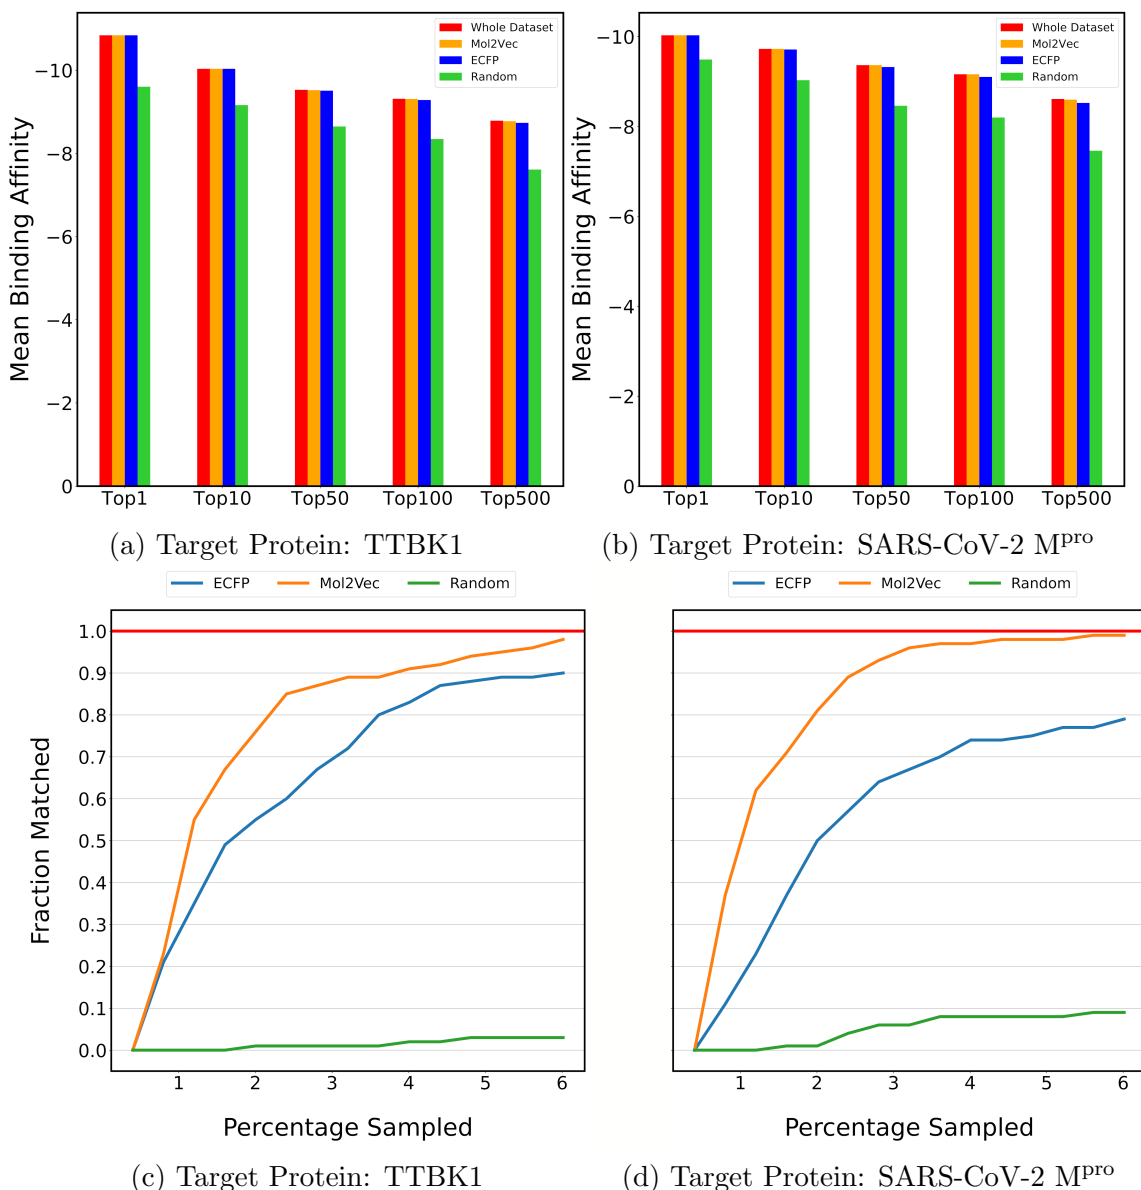 Whole Dataset
Mol2Vec
ECFP
Random
Mean Binding Affinity
−10
−8
−6
−4
−2
0
Top1 Top10 Top50 Top100 Top500
(a) Target Protein: TTBK1
Whole Dataset
Mol2Vec
ECFP
Random
Mean Binding Affinity
−10
−8
−6
−4
−2
0
Top1 Top10 Top50 Top100 Top500
(b) Target Protein: SARS-CoV-2 M^pro
ECFP Mol2Vec Random
Fraction Matched
1.0
0.9
0.8
0.7
0.6
0.5
0.4
0.3
0.2
0.1
0.0
1 2 3 4 5 6
Percentage Sampled
(c) Target Protein: TTBK1
ECFP Mol2Vec Random
1 2 3 4 5 6
Percentage Sampled
(d) Target Protein: SARS-CoV-2 M^pro